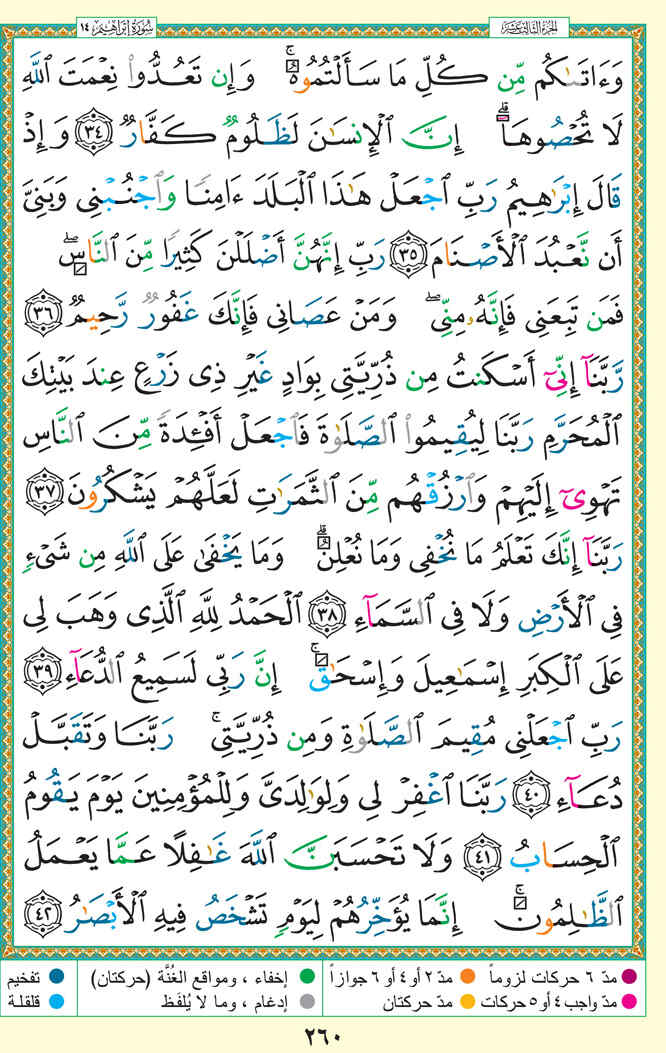 الجزء الثالث عشر
سُورَةُ إِبْرَاهِيم ١٤
وَءَاتَىٰكُم مِّن كُلِّ مَا سَأَلْتُمُوهُ ۚ وَإِن تَعُدُّوا۟ نِعْمَتَ ٱللَّهِ
لَا تُحْصُوهَآ ۗ إِنَّ ٱلْإِنسَٰنَ لَظَلُومٌ كَفَّارٌ ٣٤ وَإِذْ
قَالَ إِبْرَٰهِيمُ رَبِّ ٱجْعَلْ هَٰذَا ٱلْبَلَدَ ءَامِنًا وَٱجْنُبْنِى وَبَنِىَّ
أَن نَّعْبُدَ ٱلْأَصْنَامَ ٣٥ رَبِّ إِنَّهُنَّ أَضْلَلْنَ كَثِيرًا مِّنَ ٱلنَّاسِ ۖ
فَمَن تَبِعَنِى فَإِنَّهُۥ مِنِّى ۖ وَمَنْ عَصَانِى فَإِنَّكَ غَفُورٌ رَّحِيمٌ ٣٦
رَّبَّنَآ إِنِّىٓ أَسْكَنتُ مِن ذُرِّيَّتِى بِوَادٍ غَيْرِ ذِى زَرْعٍ عِندَ بَيْتِكَ
ٱلْمُحَرَّمِ رَبَّنَا لِيُقِيمُوا۟ ٱلصَّلَوٰةَ فَٱجْعَلْ أَفْـِٔدَةً مِّنَ ٱلنَّاسِ
تَهْوِىٓ إِلَيْهِمْ وَٱرْزُقْهُم مِّنَ ٱلثَّمَرَٰتِ لَعَلَّهُمْ يَشْكُرُونَ ٣٧
رَبَّنَآ إِنَّكَ تَعْلَمُ مَا نُخْفِى وَمَا نُعْلِنُ ۗ وَمَا يَخْفَىٰ عَلَى ٱللَّهِ مِن شَىْءٍ
فِى ٱلْأَرْضِ وَلَا فِى ٱلسَّمَآءِ ٣٨ ٱلْحَمْدُ لِلَّهِ ٱلَّذِى وَهَبَ لِى
عَلَى ٱلْكِبَرِ إِسْمَٰعِيلَ وَإِسْحَٰقَ ۚ إِنَّ رَبِّى لَسَمِيعُ ٱلدُّعَآءِ ٣٩
رَبِّ ٱجْعَلْنِى مُقِيمَ ٱلصَّلَوٰةِ وَمِن ذُرِّيَّتِى ۚ رَبَّنَا وَتَقَبَّلْ
دُعَآءِ ٤٠ رَبَّنَا ٱغْفِرْ لِى وَلِوَٰلِدَىَّ وَلِلْمُؤْمِنِينَ يَوْمَ يَقُومُ
ٱلْحِسَابُ ٤١ وَلَا تَحْسَبَنَّ ٱللَّهَ غَٰفِلًا عَمَّا يَعْمَلُ
ٱلظَّٰلِمُونَ ۚ إِنَّمَا يُؤَخِّرُهُمْ لِيَوْمٍ تَشْخَصُ فِيهِ ٱلْأَبْصَٰرُ ٤٢
مدّ ٦ حركات لزوماً مدّ ٢ أو ٤ أو ٦ جوازاً إخفاء ، ومواقع الغُنَّة (حركتان) تفخيم
مدّ واجب ٤ أو ٥ حركات مدّ حركتان إدغام ، وما لا يُلفَظ قلقلة
٢٦٠